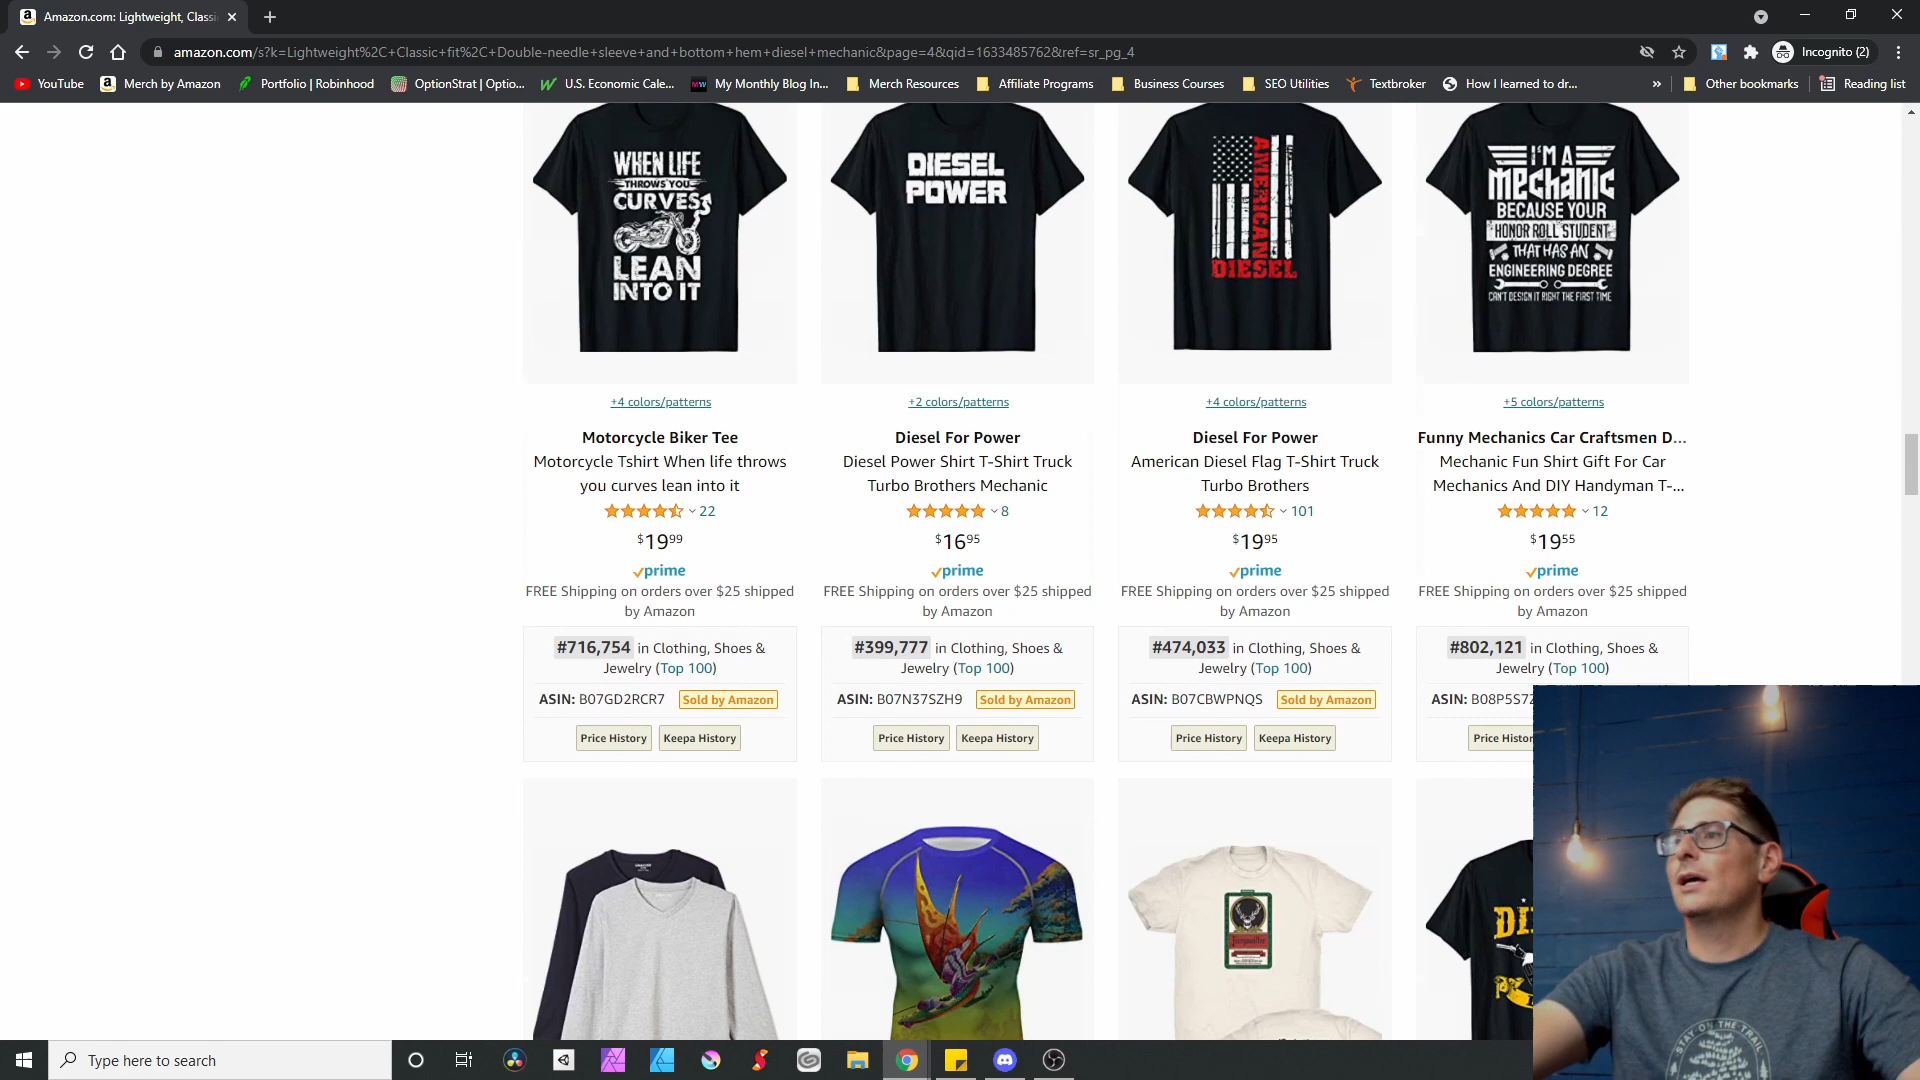 Amazon.com: Lightweight, Classi
amazon.com/s?k=Lightweight%2C+Classic+fit%2C+Double-needle+sleeve+and+bottom+hem+diesel+mechanic&page=4&qid=1633485762&ref=sr_pg_4
Incognito (2)
YouTube
Merch by Amazon
Portfolio | Robinhood
OptionStrat | Optio...
U.S. Economic Cale...
My Monthly Blog In...
Merch Resources
Affiliate Programs
Business Courses
SEO Utilities
Textbroker
How I learned to dr...
»
Other bookmarks
Reading list
WHEN LIFE
THROWS YOU
CURVES
LEAN
INTO IT
DIESEL
POWER
AMERICAN
DIESEL
I'M A
MECHANIC
BECAUSE YOUR
HONOR ROLL STUDENT
THAT HAS AN
ENGINEERING DEGREE
CAN'T DESIGN IT RIGHT THE FIRST TIME
+4 colors/patterns
+2 colors/patterns
+4 colors/patterns
+5 colors/patterns
Motorcycle Biker Tee
Motorcycle Tshirt When life throws
you curves lean into it
22
$19⁹⁹
prime
FREE Shipping on orders over $25 shipped
by Amazon
#716,754 in Clothing, Shoes &
Jewelry (Top 100)
ASIN: B07GD2RCR7 Sold by Amazon
Price History Keepa History
Diesel For Power
Diesel Power Shirt T-Shirt Truck
Turbo Brothers Mechanic
8
$16⁹⁵
prime
FREE Shipping on orders over $25 shipped
by Amazon
#399,777 in Clothing, Shoes &
Jewelry (Top 100)
ASIN: B07N37SZH9 Sold by Amazon
Price History Keepa History
Diesel For Power
American Diesel Flag T-Shirt Truck
Turbo Brothers
101
$19⁹⁵
prime
FREE Shipping on orders over $25 shipped
by Amazon
#474,033 in Clothing, Shoes &
Jewelry (Top 100)
ASIN: B07CBWPNQS Sold by Amazon
Price History Keepa History
Funny Mechanics Car Craftsmen D...
Mechanic Fun Shirt Gift For Car
Mechanics And DIY Handyman T-...
12
$19⁵⁵
prime
FREE Shipping on orders over $25 shipped
by Amazon
#802,121 in Clothing, Shoes &
Jewelry (Top 100)
ASIN: B08P5S7
Price Histor
STAY ON THE TRAIL
Type here to search